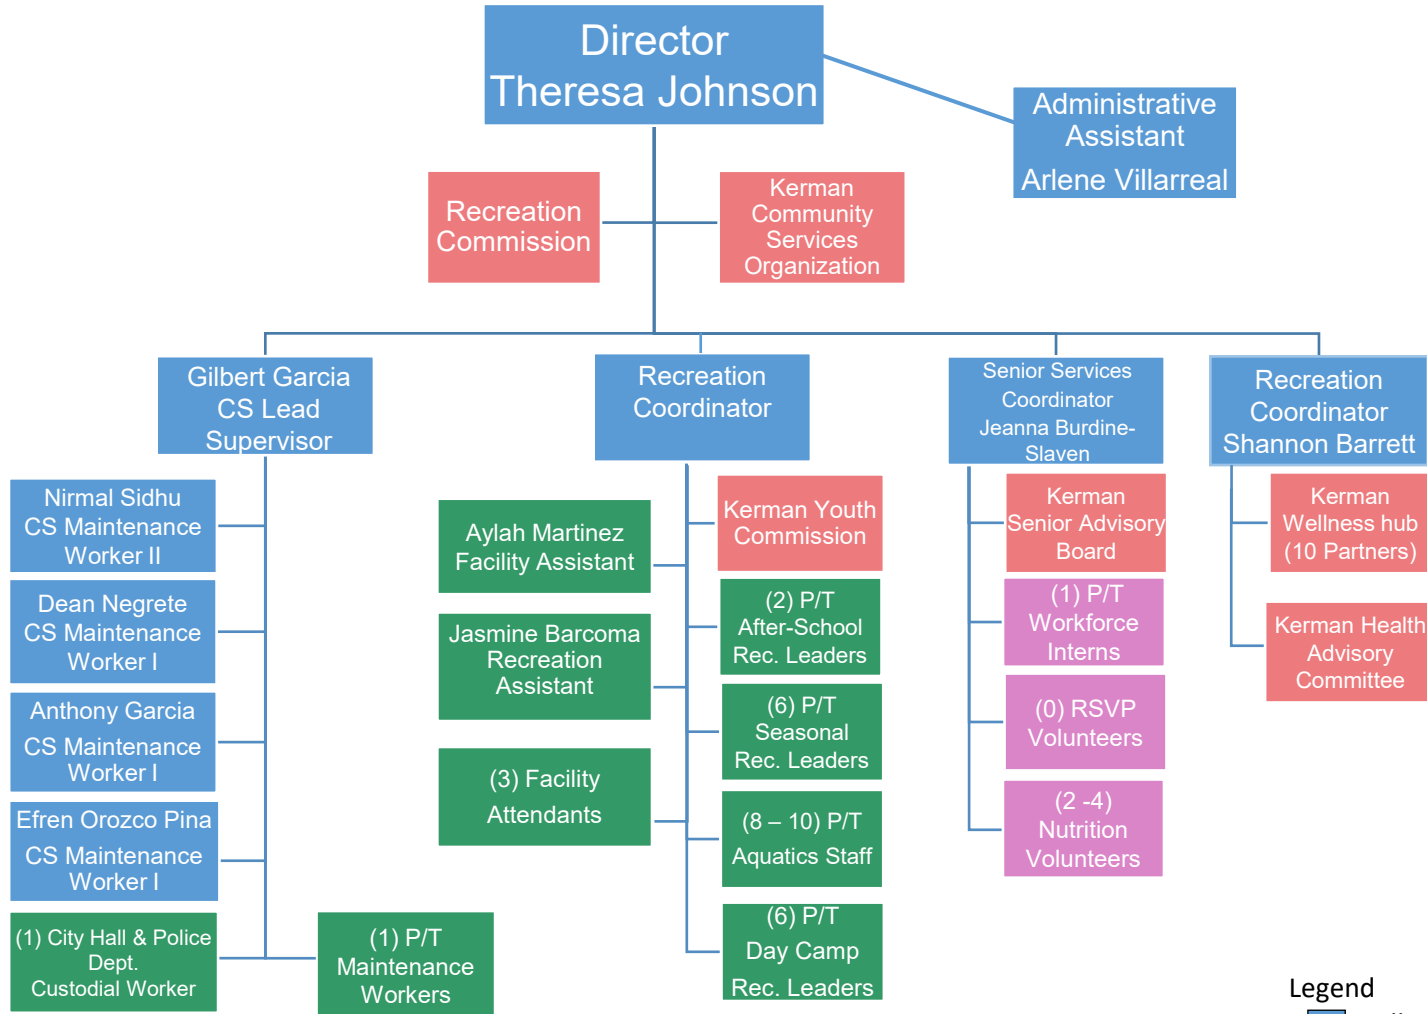 Director
Theresa Johnson
Administrative
Assistant
Arlene Villarreal
Recreation
Commission
Kerman
Community
Services
Organization
Gilbert Garcia
CS Lead
Supervisor
Recreation
Coordinator
Senior Services
Coordinator
Jeanna Burdine-
Slaven
Recreation
Coordinator
Shannon Barrett
Nirmal Sidhu
CS Maintenance
Worker II
Dean Negrete
CS Maintenance
Worker I
Anthony Garcia
CS Maintenance
Worker I
Efren Orozco Pina
CS Maintenance
Worker I
(1) City Hall & Police
Dept.
Custodial Worker
(1) P/T
Maintenance
Workers
Aylah Martinez
Facility Assistant
Jasmine Barcoma
Recreation
Assistant
(3) Facility
Attendants
Kerman Youth
Commission
(2) P/T
After-School
Rec. Leaders
(6) P/T
Seasonal
Rec. Leaders
(8 – 10) P/T
Aquatics Staff
(6) P/T
Day Camp
Rec. Leaders
Kerman
Senior Advisory
Board
(1) P/T
Workforce
Interns
(0) RSVP
Volunteers
(2 -4)
Nutrition
Volunteers
Kerman
Wellness hub
(10 Partners)
Kerman Health
Advisory
Committee
Legend